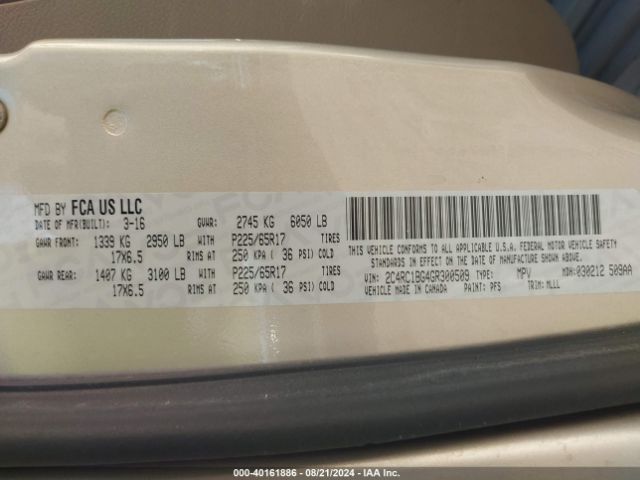 MFD BY FCA US LLC
DATE OF MFR(BUILT): 3-16 GVWR: 2745 KG 6050 LB
GAWR FRONT: 1339 KG 2950 LB WITH P225/65R17 TIRES
17X6.5 RIMS AT 250 KPA ( 36 PSI) COLD
GAWR REAR: 1407 KG 3100 LB WITH P225/65R17 TIRES
17X6.5 RIMS AT 250 KPA ( 36 PSI) COLD
THIS VEHICLE CONFORMS TO ALL APPLICABLE U.S.A. FEDERAL MOTOR VEHICLE SAFETY
STANDARDS IN EFFECT ON THE DATE OF MANUFACTURE SHOWN ABOVE.
VIN: 2C4RC1BG4GR300509 TYPE: MPV MDH:030212 509AA
VEHICLE MADE IN CANADA PAINT: PFS TRIM: MLLL
000-40161886 - 08/21/2024 - IAA Inc.